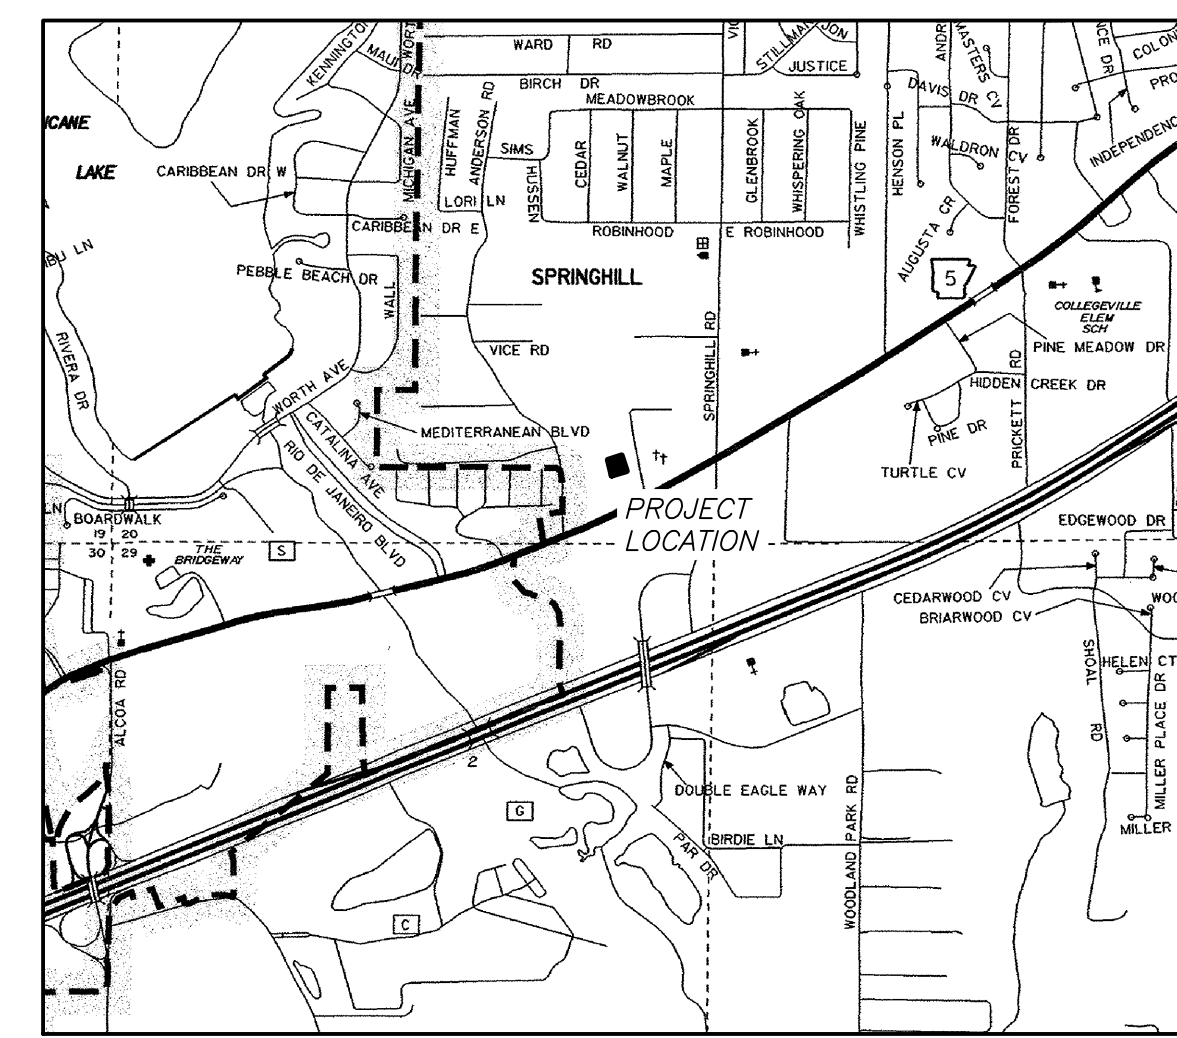 KENNINGTON
MAUI DR
WARD RD
STILLMAN
JUSTICE
MASTERS CV
BIRCH DR
MEADOWBROOK
DAVIS DR
LAKE
CARIBBEAN DR W
MICHIGAN AVE
HUFFMAN
ANDERSON RD
SIMS
HUSSEN
CEDAR
WALNUT
MAPLE
GLENBROOK
WHISPERING OAK
WHISTLING PINE
HENSON PL
WALDRON CV
FOREST DR
LORI LN
CARIBBEAN DR E
ROBINHOOD
E ROBINHOOD
AUGUSTA CR
PEBBLE BEACH DR
WALL
SPRINGHILL
5
COLLEGEVILLE
ELEM
SCH
RIVERA DR
VICE RD
SPRINGHILL RD
PINE MEADOW DR
HIDDEN CREEK DR
WORTH AVE
CATALINA AVE
MEDITERRANEAN BLVD
PINE DR
PRICKETT RD
TURTLE CV
RIO DE JANEIRO BLVD
LN
BOARDWALK
19 20
30 29
THE
BRIDGEWAY
S
PROJECT
LOCATION
EDGEWOOD DR
CEDARWOOD CV
BRIARWOOD CV
ALCOA RD
SHOAL RD
HELEN CT
MILLER PLACE DR
2
DOUBLE EAGLE WAY
G
PAR DR
BIRDIE LN
WOODLAND PARK RD
MILLER
C